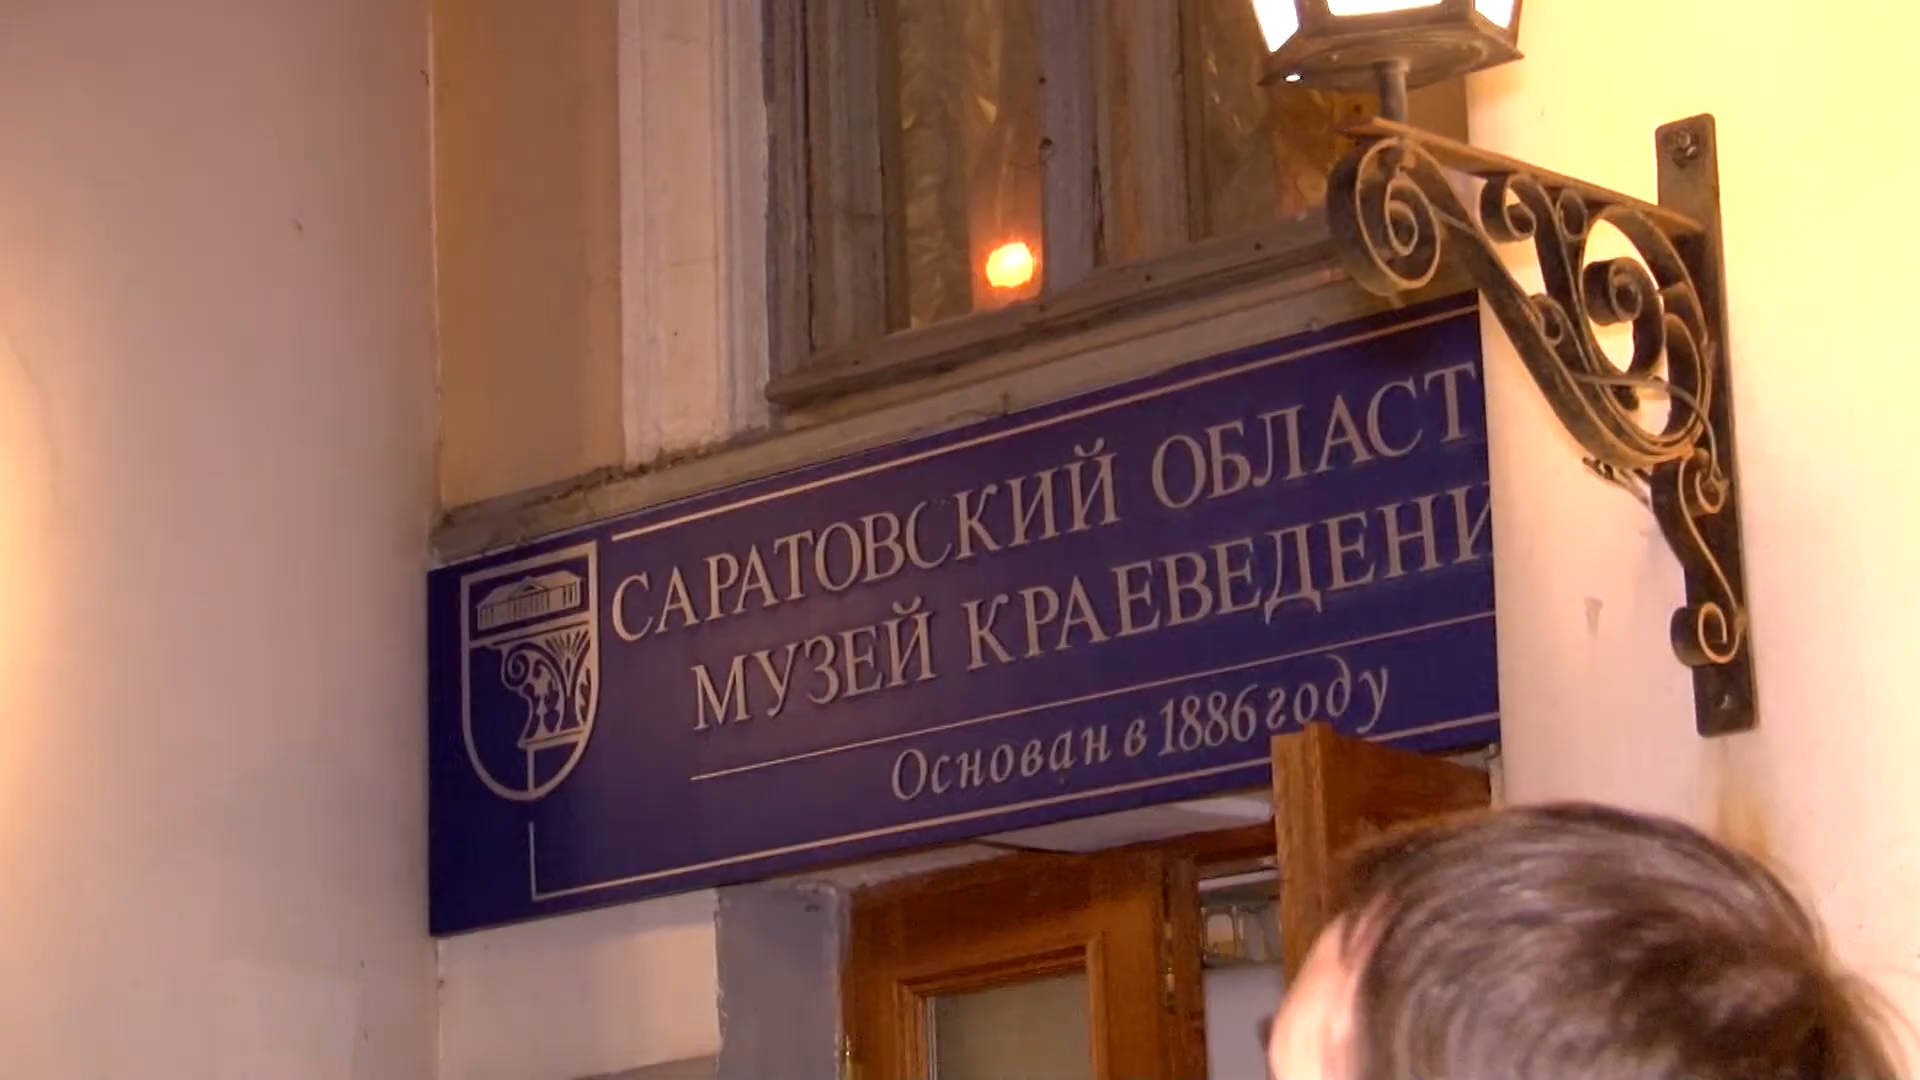 САРАТОВСКИЙ ОБЛАСТ
МУЗЕЙ КРАЕВЕДЕНИ
Основан в 1886 году